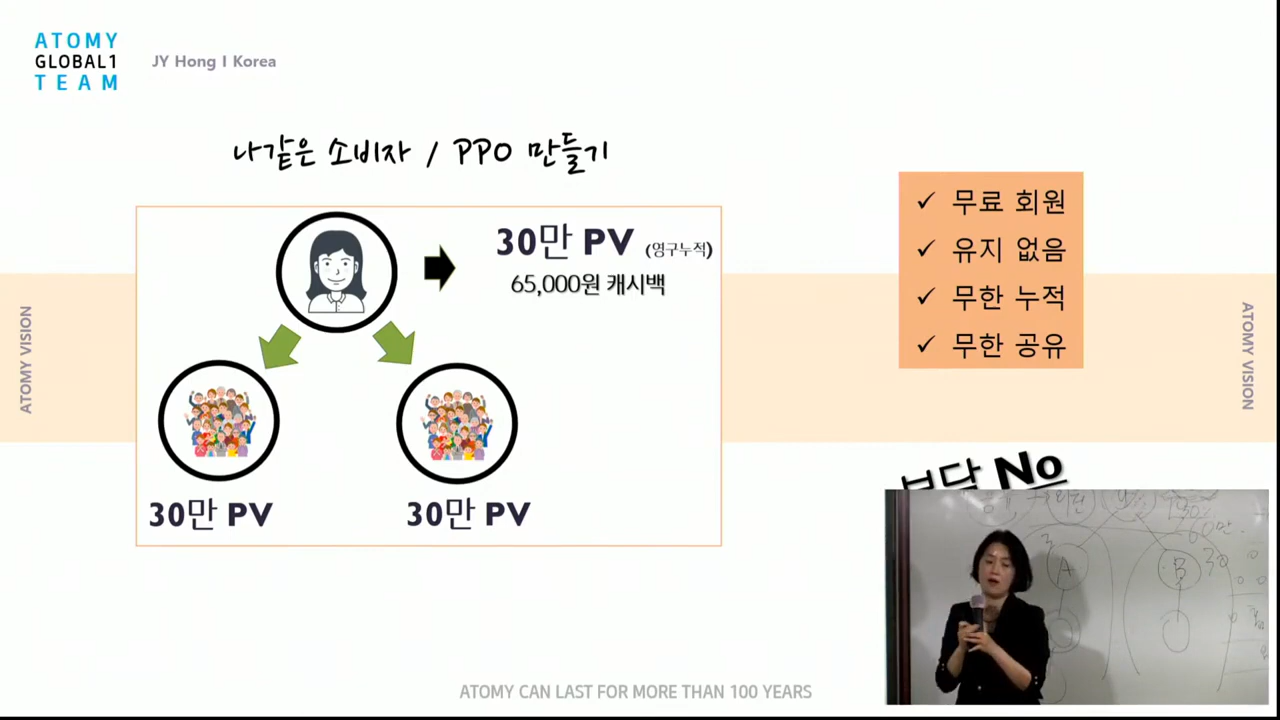 ATOMY
GLOBAL1
TEAM
JY Hong I Korea
나같은 소비자 / PPO 만들기
30만 PV (영구누적)
65,000원 캐시백
30만 PV
30만 PV
✓ 무료 회원
✓ 유지 없음
✓ 무한 누적
✓ 무한 공유
ATOMY VISION
ATOMY VISION
부담 No
A
B
30
ATOMY CAN LAST FOR MORE THAN 100 YEARS